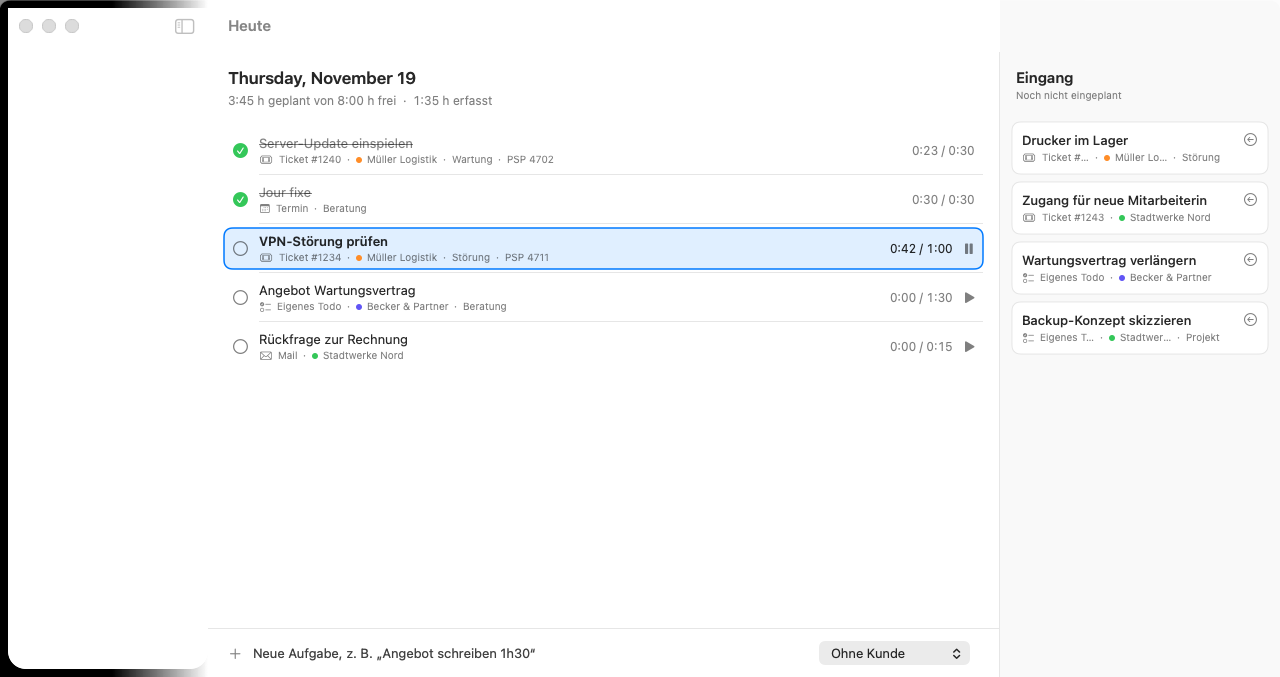 Heute
Thursday, November 19
3:45 h geplant von 8:00 h frei · 1:35 h erfasst
Server-Update einspielen
Ticket #1240 · Müller Logistik · Wartung · PSP 4702
0:23 / 0:30
Jour fixe
Termin · Beratung
0:30 / 0:30
VPN-Störung prüfen
Ticket #1234 · Müller Logistik · Störung · PSP 4711
0:42 / 1:00
Angebot Wartungsvertrag
Eigenes Todo · Becker & Partner · Beratung
0:00 / 1:30
Rückfrage zur Rechnung
Mail · Stadtwerke Nord
0:00 / 0:15
Neue Aufgabe, z. B. „Angebot schreiben 1h30“
Ohne Kunde
Eingang
Noch nicht eingeplant
Drucker im Lager
Ticket #… · Müller Lo… · Störung
Zugang für neue Mitarbeiterin
Ticket #1243 · Stadtwerke Nord
Wartungsvertrag verlängern
Eigenes Todo · Becker & Partner
Backup-Konzept skizzieren
Eigenes T… · Stadtwer… · Projekt